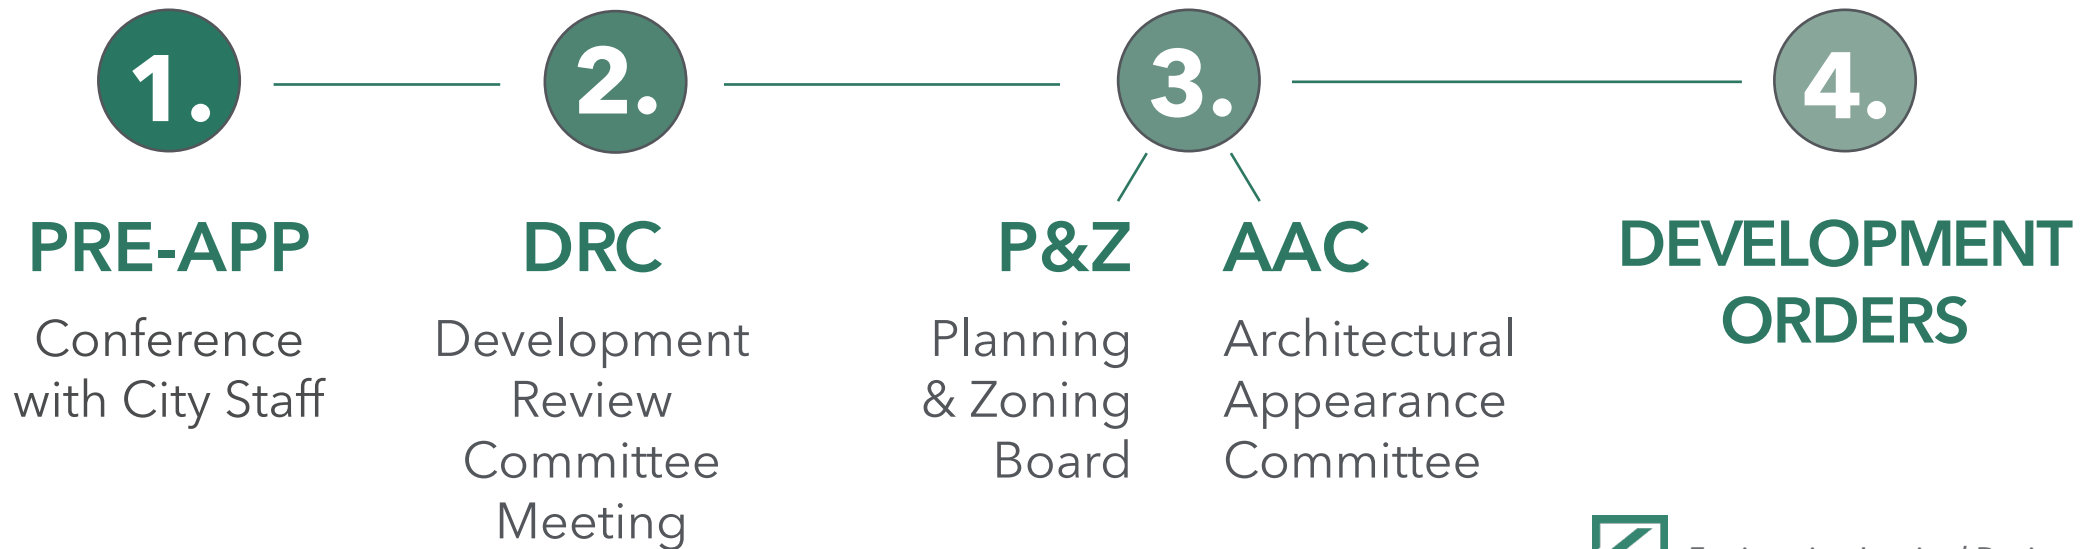 1.
2.
3.
4.
PRE-APP
Conference
with City Staff
DRC
Development
Review
Committee
Meeting
P&Z
Planning
& Zoning
Board
AAC
Architectural
Appearance
Committee
DEVELOPMENT
ORDERS